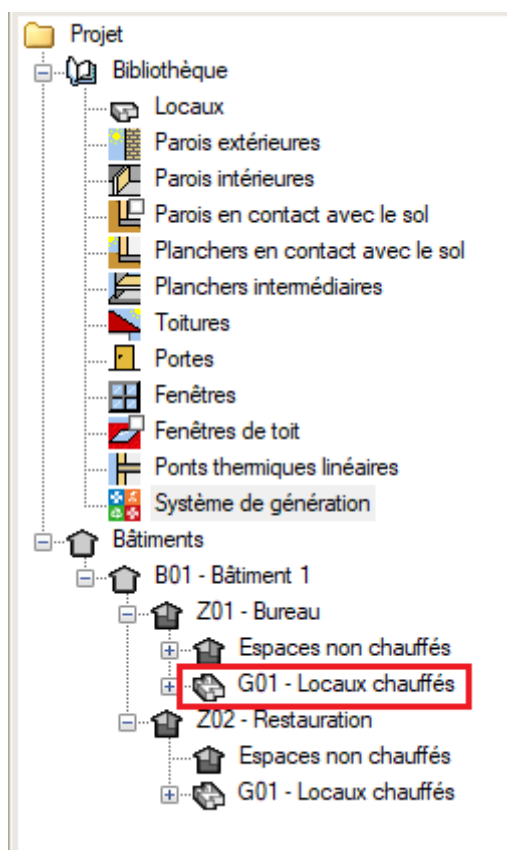 Projet
Bibliothèque
Locaux
Parois extérieures
Parois intérieures
Parois en contact avec le sol
Planchers en contact avec le sol
Planchers intermédiaires
Toitures
Portes
Fenêtres
Fenêtres de toit
Ponts thermiques linéaires
Système de génération
Bâtiments
B01 - Bâtiment 1
Z01 - Bureau
Espaces non chauffés
G01 - Locaux chauffés
Z02 - Restauration
Espaces non chauffés
G01 - Locaux chauffés